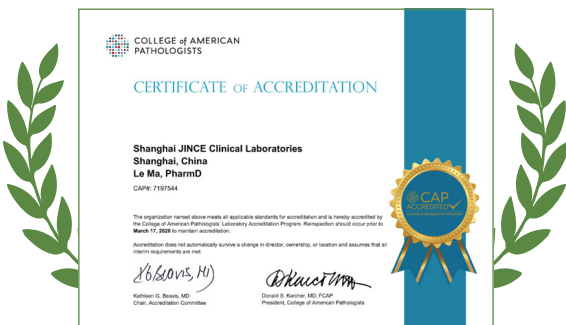 COLLEGE of AMERICAN
PATHOLOGISTS
CERTIFICATE OF ACCREDITATION
Shanghai JINCE Clinical Laboratories
Shanghai, China
Le Ma, PharmD
CAP#: 7197544
The organization named above meets all applicable standards for accreditation and is hereby accredited by
the College of American Pathologists' Laboratory Accreditation Program. Reinspection should occur prior to
March 17, 2026 to maintain accreditation.
Accreditation does not automatically survive a change in director, ownership, or location and assumes that all
interim requirements are met.
Kathleen G. Beavis, MD
Chair, Accreditation Committee
Donald S. Karcher, MD, FCAP
President, College of American Pathologists
CAP
ACCREDITED